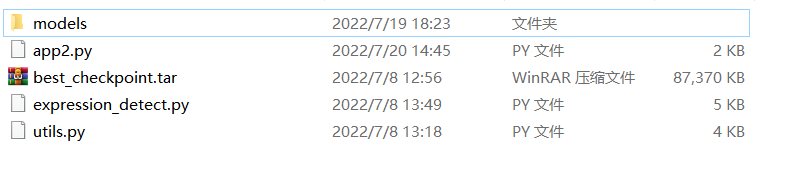 models 2022/7/19 18:23 文件夹
app2.py 2022/7/20 14:45 PY 文件 2 KB
best_checkpoint.tar 2022/7/8 12:56 WinRAR 压缩文件 87,370 KB
expression_detect.py 2022/7/8 13:49 PY 文件 5 KB
utils.py 2022/7/8 13:18 PY 文件 4 KB